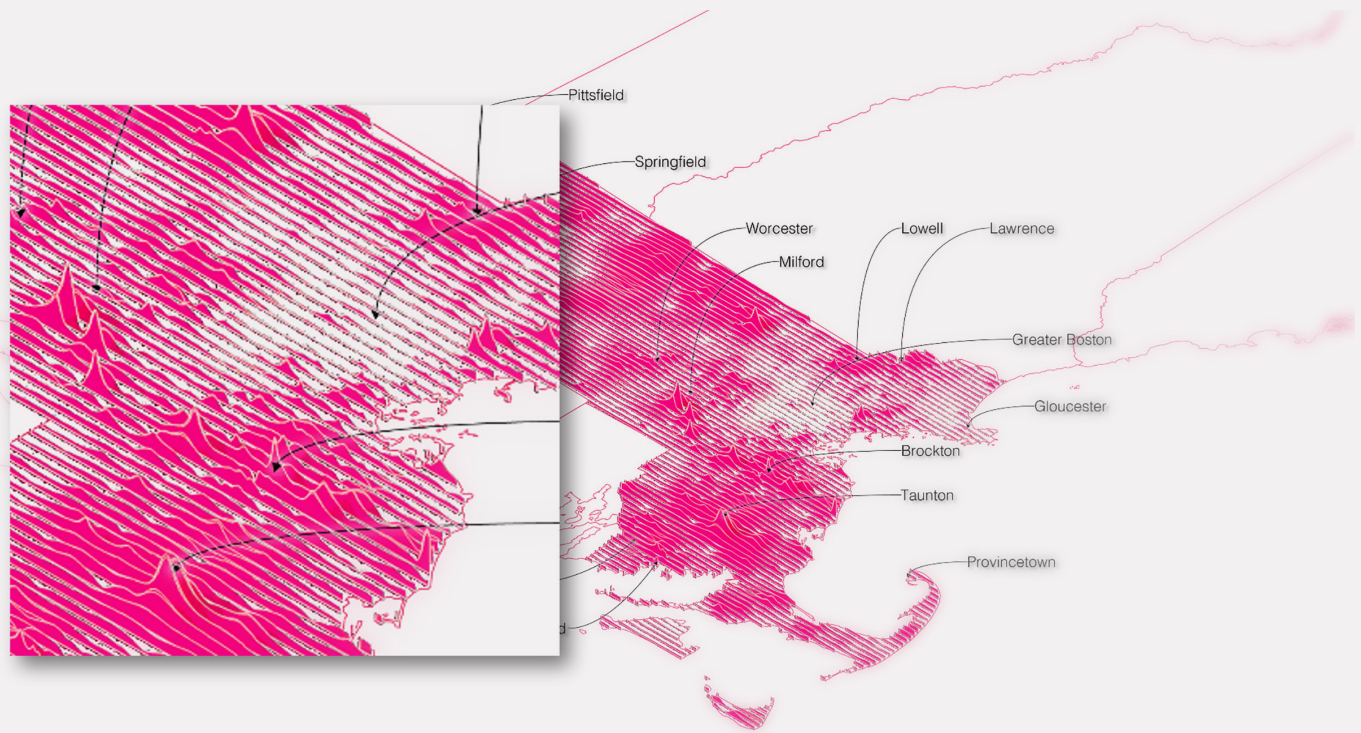 Pittsfield
Springfield
Worcester
Lowell
Lawrence
Milford
Greater Boston
Gloucester
Brockton
Taunton
Provincetown
d